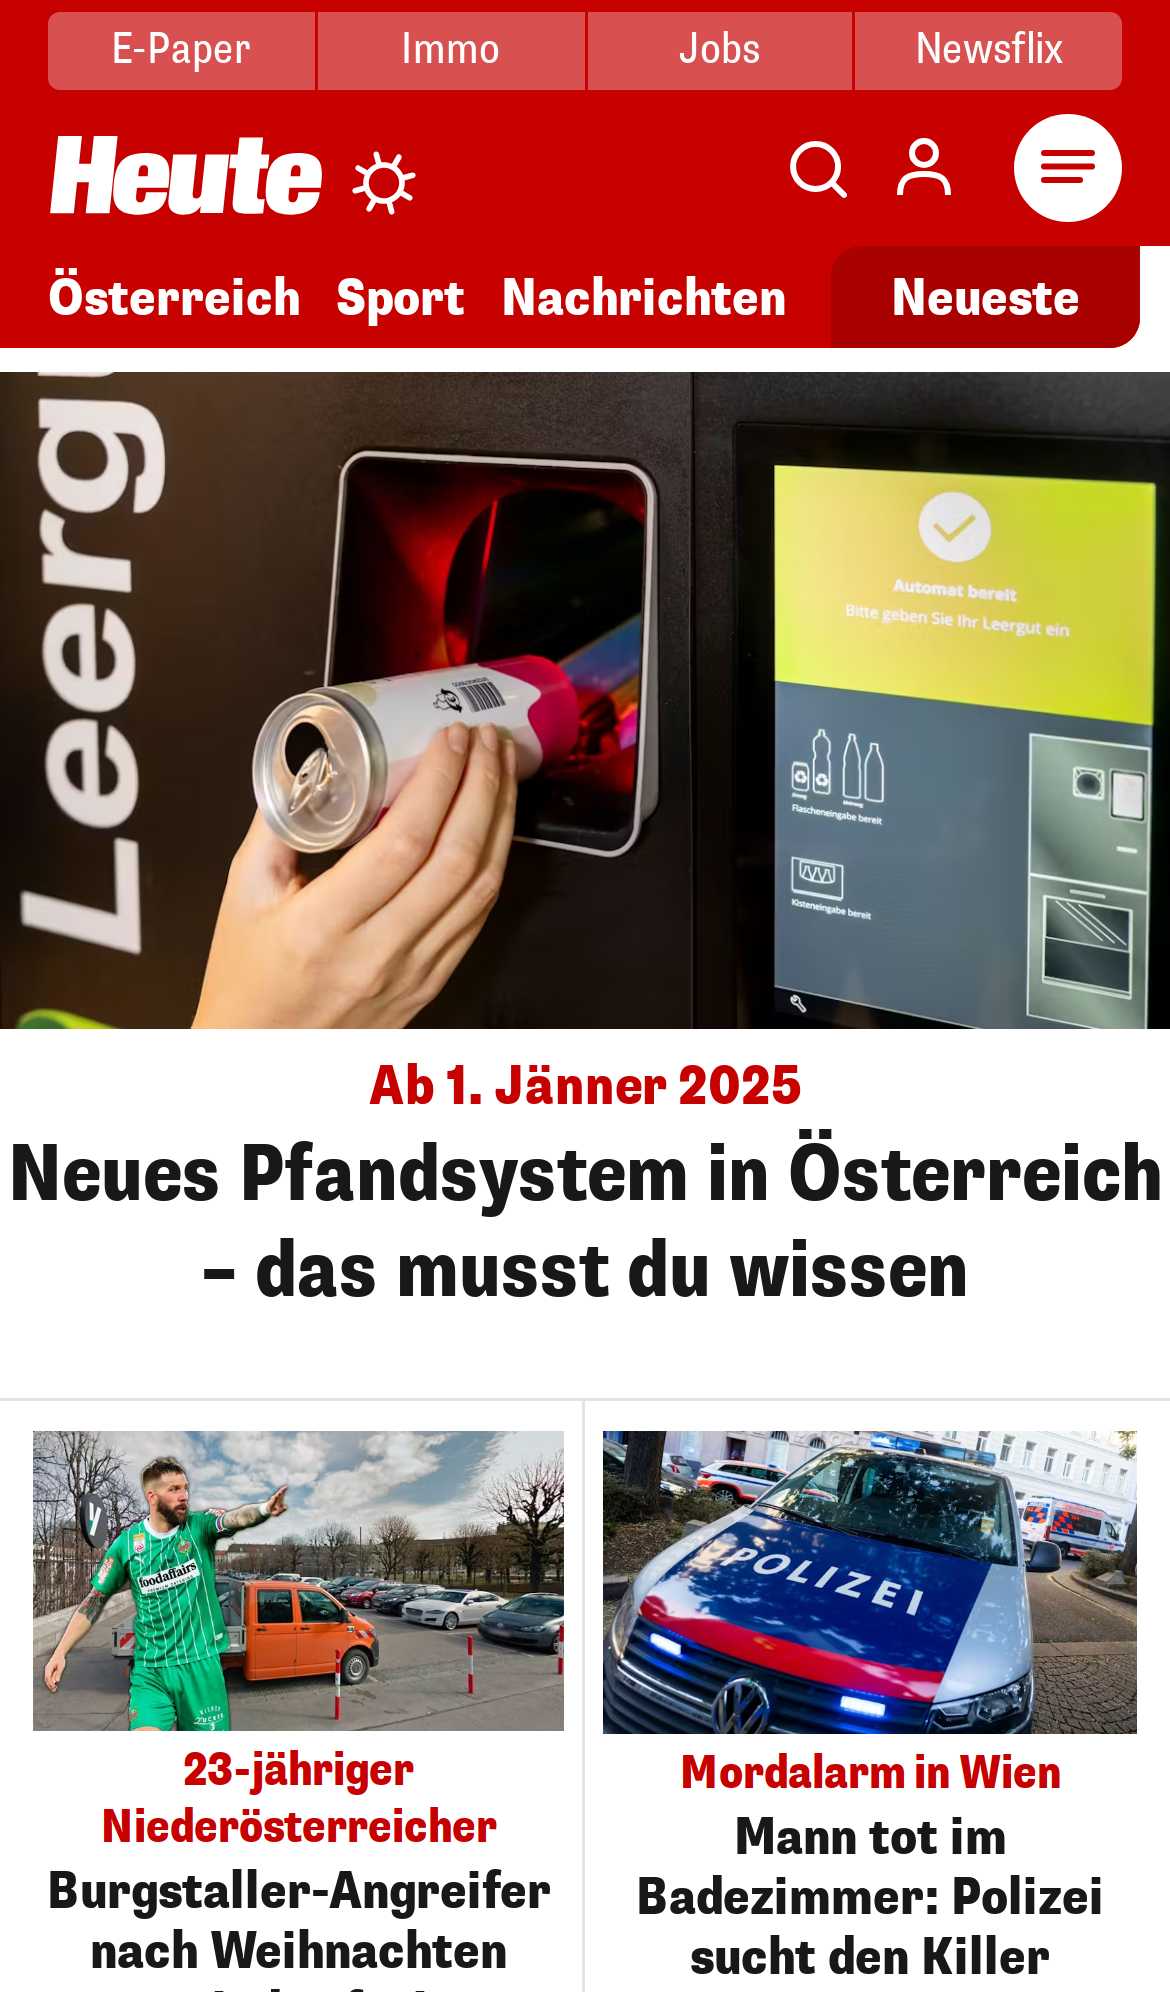 E-Paper
Immo
Jobs
Newsflix
Heute
Österreich
Sport
Nachrichten
Neueste
Leerg
Automat bereit
Bitte geben Sie Ihr Leergut ein
Flascheneingabe bereit
Kisteneingabe bereit
Ab 1. Jänner 2025
Neues Pfandsystem in Österreich
– das musst du wissen
foodaffairs
POLIZEI
23-jähriger
Niederösterreicher
Burgstaller-Angreifer
nach Weihnachten
Mordalarm in Wien
Mann tot im
Badezimmer: Polizei
sucht den Killer